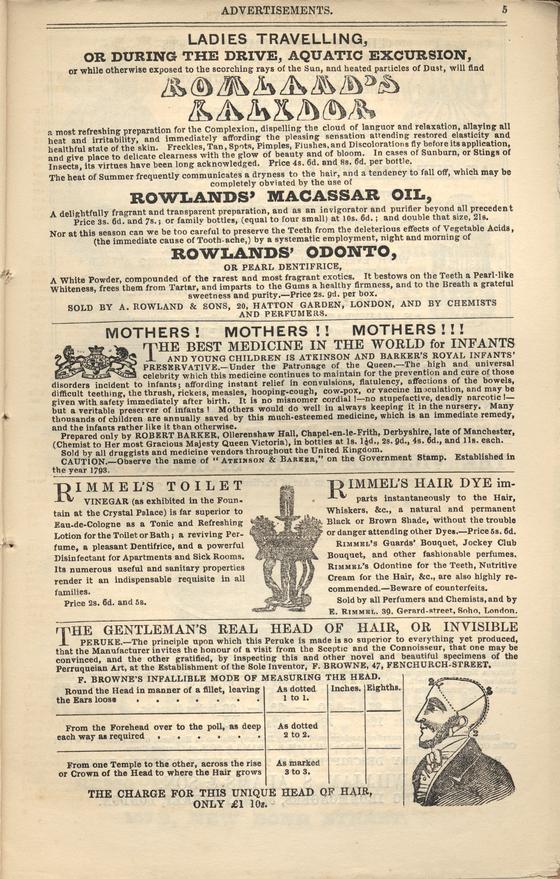 ADVERTISEMENTS. 5
LADIES TRAVELLING,
OR DURING THE DRIVE, AQUATIC EXCURSION,
or while otherwise exposed to the scorching rays of the Sun, and heated particles of Dust, will find
ROWLAND'S
KALYDOR
a most refreshing preparation for the Complexion, dispelling the cloud of languor and relaxation, allaying all
heat and irritability, and immediately affording the pleasing sensation attending restored elasticity and
healthful state of the skin. Freckles, Tan, Spots, Pimples, Flushes, and Discolorations fly before its application,
and give place to delicate clearness with the glow of beauty and of bloom. In cases of Sunburn, or Stings of
Insects, its virtues have been long acknowledged. Price 4s. 6d. and 8s. 6d. per bottle.
The heat of Summer frequently communicates a dryness to the hair, and a tendency to fall off, which may be
completely obviated by the use of
ROWLANDS' MACASSAR OIL,
A delightfully fragrant and transparent preparation, and as an invigorator and purifier beyond all precedent
Price 3s. 6d. and 7s.; or family bottles, (equal to four small) at 10s. 6d.; and double that size, 21s.
Nor at this season can we be too careful to preserve the Teeth from the deleterious effects of Vegetable Acids,
(the immediate cause of Tooth-ache,) by a systematic employment, night and morning of
ROWLANDS' ODONTO,
OR PEARL DENTIFRICE,
A White Powder, compounded of the rarest and most fragrant exotics. It bestows on the Teeth a Pearl-like
Whiteness, frees them from Tartar, and imparts to the Gums a healthy firmness, and to the Breath a grateful
sweetness and purity.—Price 2s. 9d. per box.
SOLD BY A. ROWLAND & SONS, 20, HATTON GARDEN, LONDON, AND BY CHEMISTS
AND PERFUMERS.
MOTHERS! MOTHERS!! MOTHERS!!!
THE BEST MEDICINE IN THE WORLD for INFANTS
AND YOUNG CHILDREN IS ATKINSON AND BARKER'S ROYAL INFANTS'
PRESERVATIVE.—Under the Patronage of the Queen.—The high and universal
celebrity which this medicine continues to maintain for the prevention and cure of those
disorders incident to infants; affording instant relief in convulsions, flatulency, affections of the bowels,
difficult teething, the thrush, rickets, measles, hooping-cough, cow-pox, or vaccine inoculation, and may be
given with safety immediately after birth. It is no misnomer cordial!—no stupefactive, deadly narcotic!—
but a veritable preserver of infants! Mothers would do well in always keeping it in the nursery. Many
thousands of children are annually saved by this much-esteemed medicine, which is an immediate remedy,
and the infants rather like it than otherwise.
Prepared only by ROBERT BARKER, Ollerenshaw Hall, Chapel-en-le-Frith, Derbyshire, late of Manchester,
(Chemist to Her most Gracious Majesty Queen Victoria), in bottles at 1s. 1½d., 2s. 9d., 4s. 6d., and 11s. each.
Sold by all druggists and medicine vendors throughout the United Kingdom.
CAUTION.—Observe the name of "ATKINSON & BARKER," on the Government Stamp. Established in
the year 1793.
RIMMEL'S TOILET
VINEGAR (as exhibited in the Foun-
tain at the Crystal Palace) is far superior to
Eau-de-Cologne as a Tonic and Refreshing
Lotion for the Toilet or Bath; a reviving Per-
fume, a pleasant Dentifrice, and a powerful
Disinfectant for Apartments and Sick Rooms.
Its numerous useful and sanitary properties
render it an indispensable requisite in all
families.
Price 2s. 6d. and 5s.
RIMMEL'S HAIR DYE im-
parts instantaneously to the Hair,
Whiskers, &c., a natural and permanent
Black or Brown Shade, without the trouble
or danger attending other Dyes.—Price 5s. 6d.
RIMMEL'S Guards' Bouquet, Jockey Club
Bouquet, and other fashionable perfumes.
RIMMEL'S Odontine for the Teeth, Nutritive
Cream for the Hair, &c., are also highly re-
commended.—Beware of counterfeits.
Sold by all Perfumers and Chemists, and by
E. RIMMEL, 39, Gerard-street, Soho, London.
THE GENTLEMAN'S REAL HEAD OF HAIR, OR INVISIBLE
PERUKE.—The principle upon which this Peruke is made is so superior to everything yet produced,
that the Manufacturer invites the honour of a visit from the Sceptic and the Connoisseur, that one may be
convinced, and the other gratified, by inspecting this and other novel and beautiful specimens of the
Perruqueian Art, at the Establishment of the Sole Inventor, F. BROWNE, 47, FENCHURCH-STREET.
F. BROWNE'S INFALLIBLE MODE OF MEASURING THE HEAD.
Round the Head in manner of a fillet, leaving As dotted Inches. Eighths.
the Ears loose . . . . . . 1 to 1.
From the Forehead over to the poll, as deep As dotted
each way as required . . . . . 2 to 2.
From one Temple to the other, across the rise As marked
or Crown of the Head to where the Hair grows 3 to 3.
THE CHARGE FOR THIS UNIQUE HEAD OF HAIR,
ONLY £1 10s.